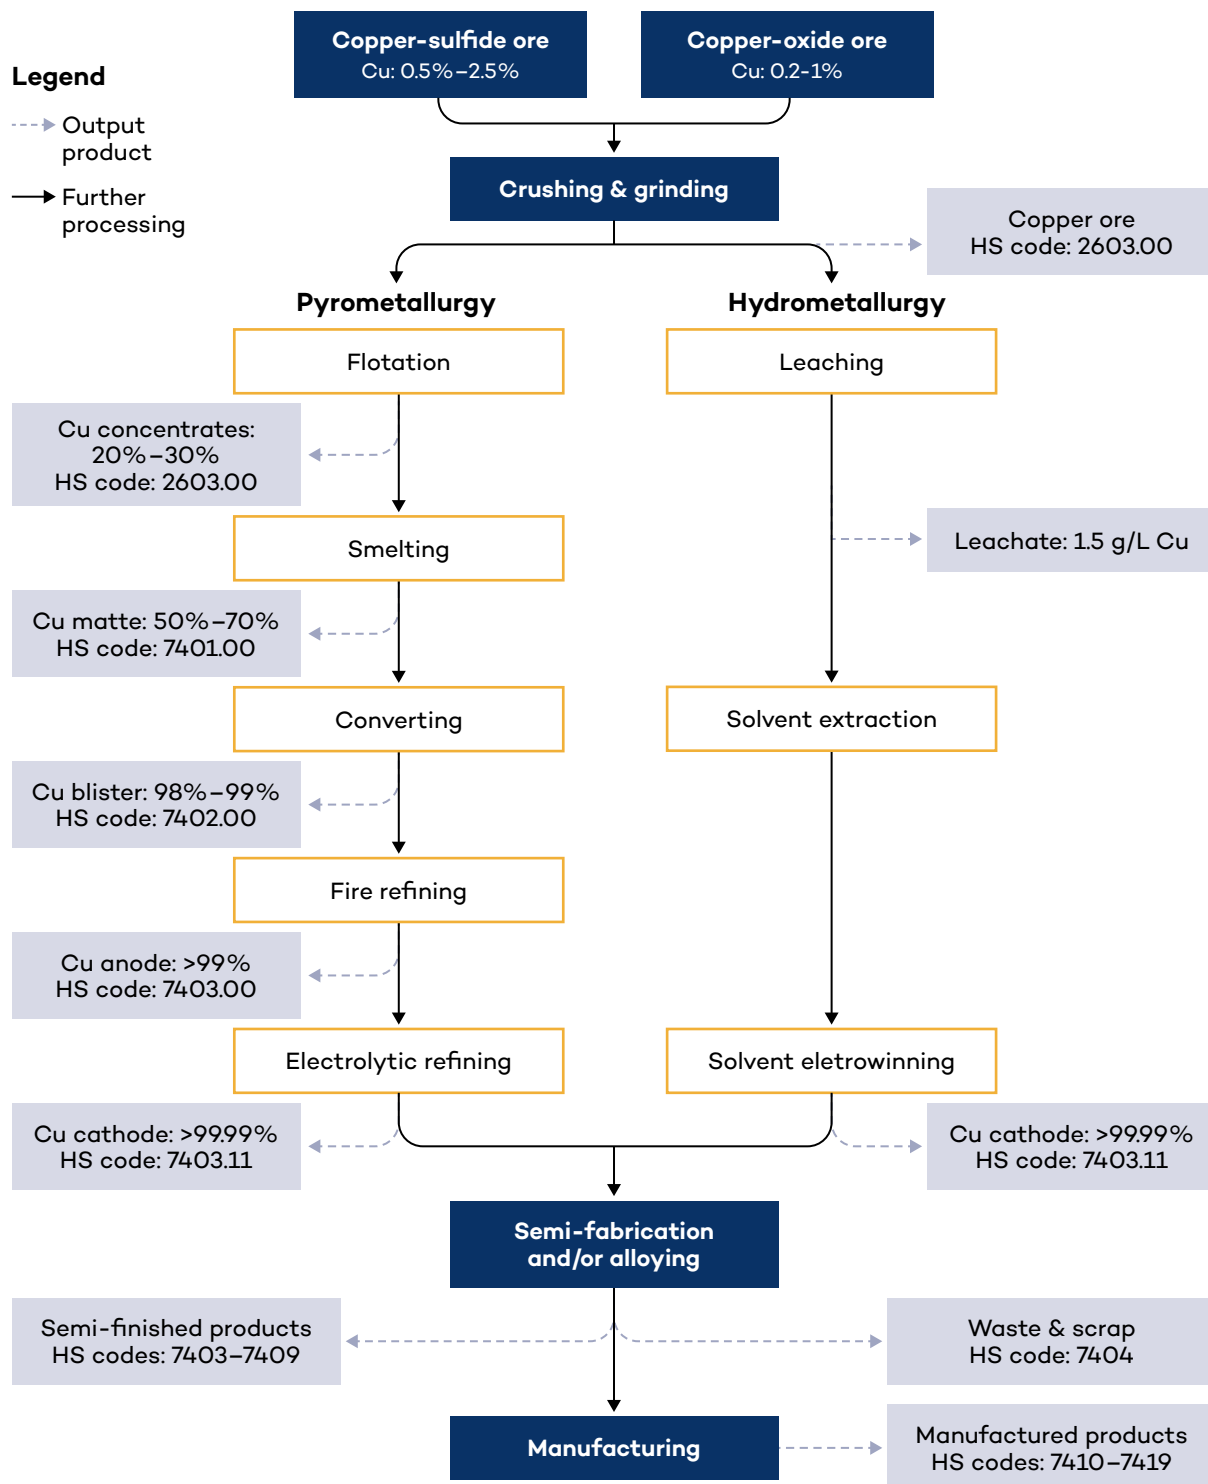 Copper-sulfide ore
Cu: 0.5%–2.5%
Copper-oxide ore
Cu: 0.2-1%
Legend
Output
product
Further
processing
Crushing & grinding
Copper ore
HS code: 2603.00
Pyrometallurgy
Hydrometallurgy
Flotation
Leaching
Cu concentrates:
20%–30%
HS code: 2603.00
Smelting
Leachate: 1.5 g/L Cu
Cu matte: 50%–70%
HS code: 7401.00
Converting
Solvent extraction
Cu blister: 98%–99%
HS code: 7402.00
Fire refining
Cu anode: >99%
HS code: 7403.00
Electrolytic refining
Solvent eletrowinning
Cu cathode: >99.99%
HS code: 7403.11
Cu cathode: >99.99%
HS code: 7403.11
Semi-fabrication
and/or alloying
Semi-finished products
HS codes: 7403–7409
Waste & scrap
HS code: 7404
Manufacturing
Manufactured products
HS codes: 7410–7419